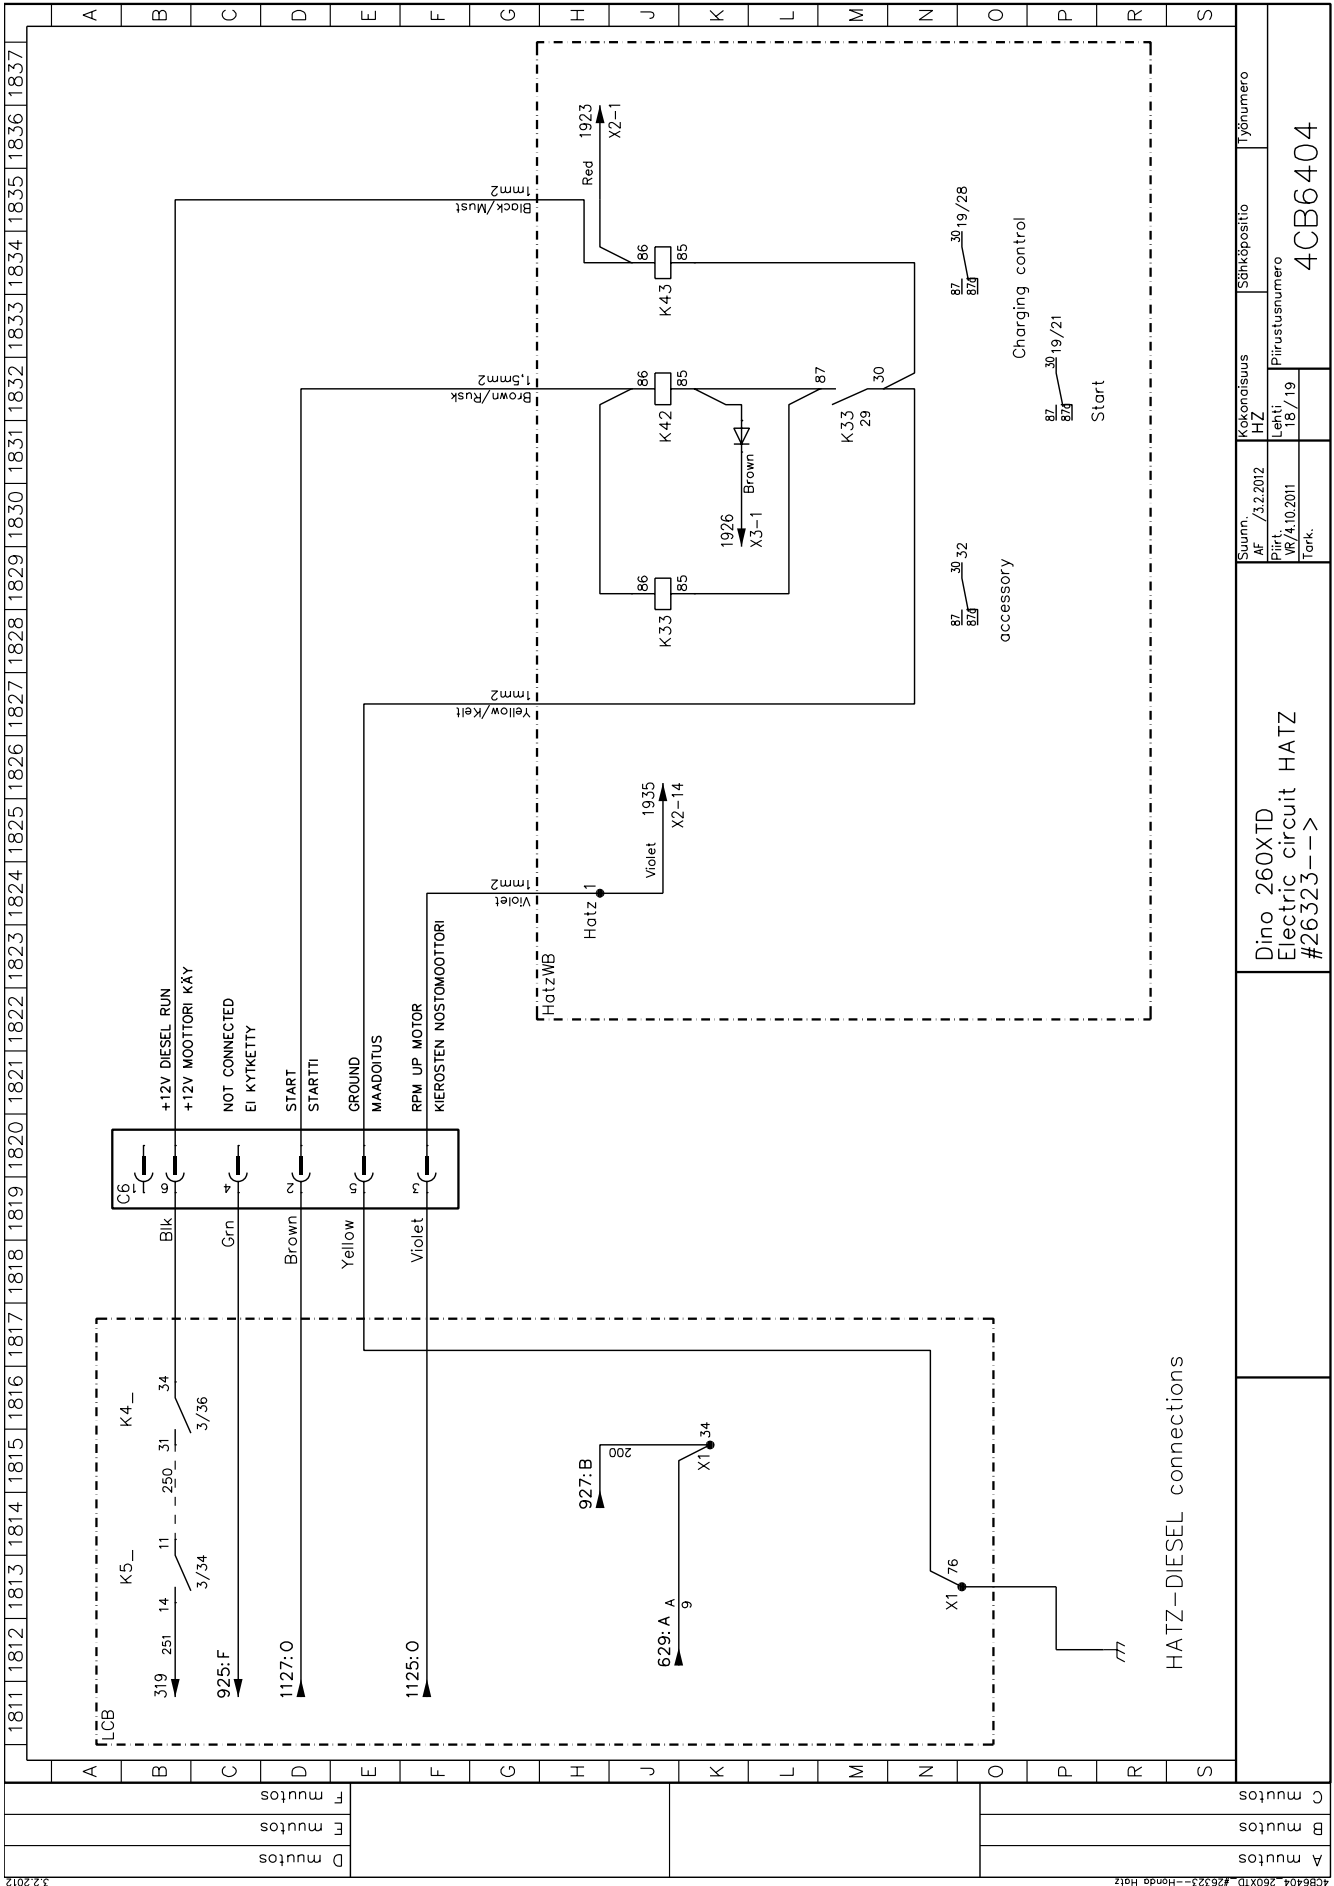 1811 1812 1813 1814 1815 1816 1817 1818 1819 1820 1821 1822 1823 1824 1825 1826 1827 1828 1829 1830 1831 1832 1833 1834 1835 1836 1837
A
B
C
D
E
F
G
H
J
K
L
M
N
O
P
R
S
A
B
C
D
E
F
G
H
J
K
L
M
N
O
P
R
S
LCB
K5_
K4_
319
251
14
11
250
31
34
3/34
3/36
925:F
1127:O
1125:O
927:B
200
629:A
A
9
X1
34
X1
76
Blk
Grn
Brown
Yellow
Violet
C6
1
6
4
2
5
3
+12V DIESEL RUN
+12V MOOTTORI KÄY
NOT CONNECTED
EI KYTKETTY
START
STARTTI
GROUND
MAADOITUS
RPM UP MOTOR
KIEROSTEN NOSTOMOOTTORI
HatzWB
Violet
1mm2
Yellow/Kelt
1mm2
Brown/Rusk
1,5mm2
Black/Must
1mm2
Hatz
1
Violet
1935
X2-14
Red
1923
X2-1
K33
86
85
K42
86
85
K43
86
85
1926
X3-1
Brown
K33
29
87
30
87
87a
30
32
accessory
87
87a
30
19/21
Start
87
87a
30
19/28
Charging control
HATZ-DIESEL connections
Dino 260XTD
Electric circuit HATZ
#26323-->
Suunn.
AF /3.2.2012
Piirt.
VR/4.10.2011
Tark.
Kokonaisuus
HZ
Lehti
18/19
Sähköpositio
Työnumero
Piirustusnumero
4CB6404
A muutos
B muutos
C muutos
D muutos
E muutos
F muutos
4CB6404_260XTD_#26323--Honda Hatz
3.2.2012